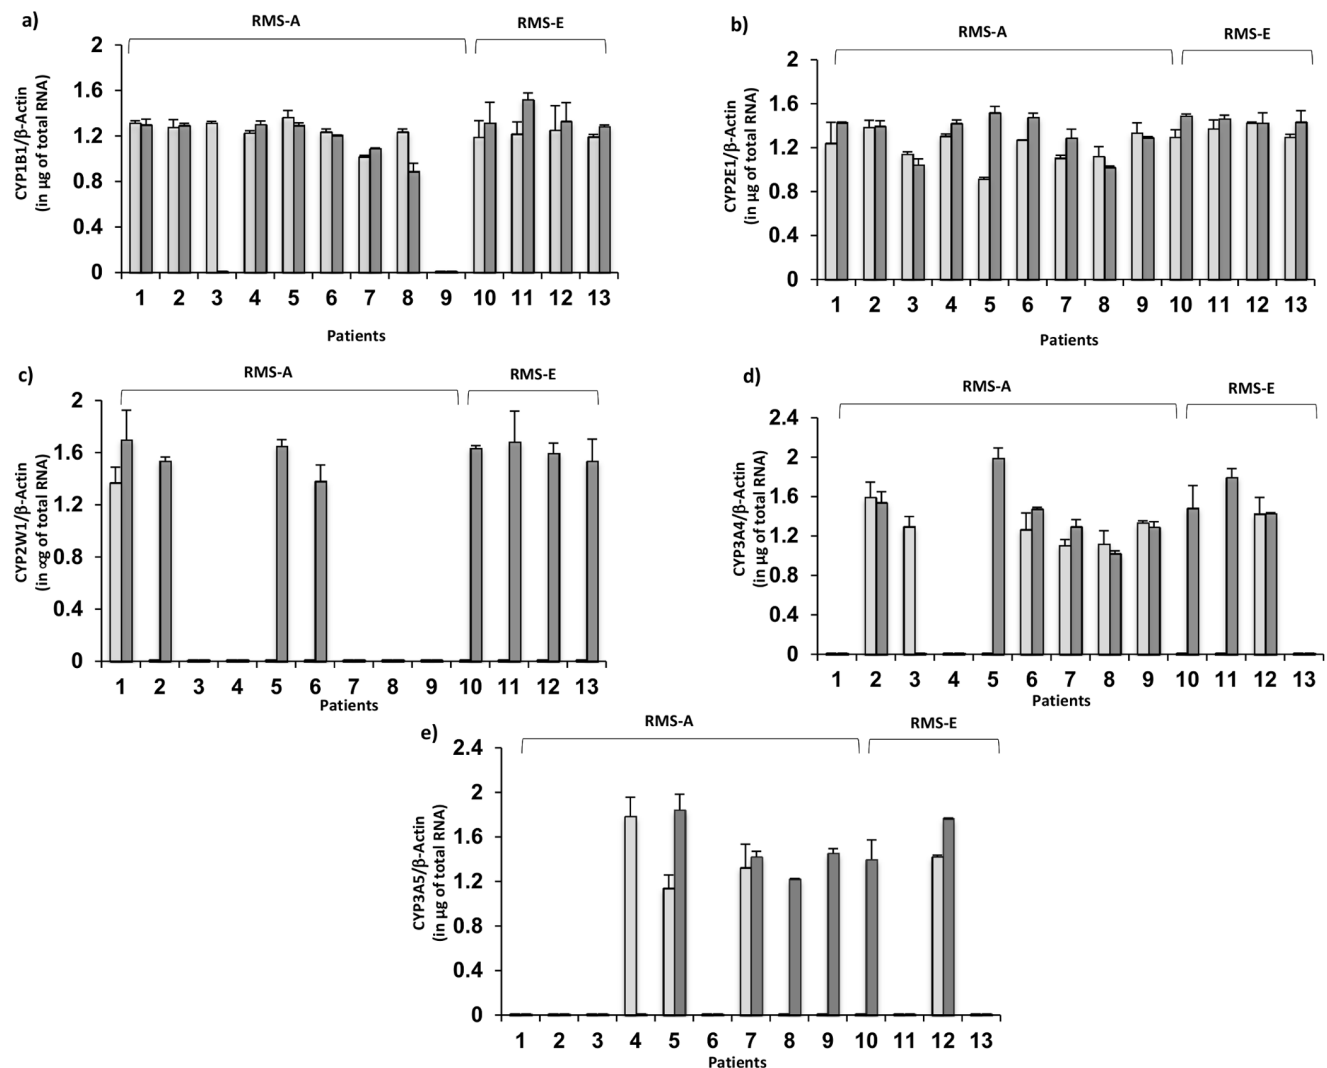 a)
RMS-A
RMS-E
CYP1B1/β-Actin
(in µg of total RNA)
2
1.6
1.2
0.8
0.4
0
1 2 3 4 5 6 7 8 9 10 11 12 13
Patients
b)
RMS-A
RMS-E
CYP2E1/β-Actin
(in µg of total RNA)
2
1.6
1.2
0.8
0.4
0
1 2 3 4 5 6 7 8 9 10 11 12 13
Patients
c)
RMS-A
RMS-E
CYP2W1/β-Actin
(in αg of total RNA)
2
1.6
1.2
0.8
0.4
0
1 2 3 4 5 6 7 8 9 10 11 12 13
Patients
d)
RMS-A
RMS-E
CYP3A4/β-Actin
(in µg of total RNA)
2.4
2
1.6
1.2
0.8
0.4
0
1 2 3 4 5 6 7 8 9 10 11 12 13
Patients
e)
RMS-A
RMS-E
CYP3A5/β-Actin
(in µg of total RNA)
2.4
2
1.6
1.2
0.8
0.4
0
1 2 3 4 5 6 7 8 9 10 11 12 13
Patients